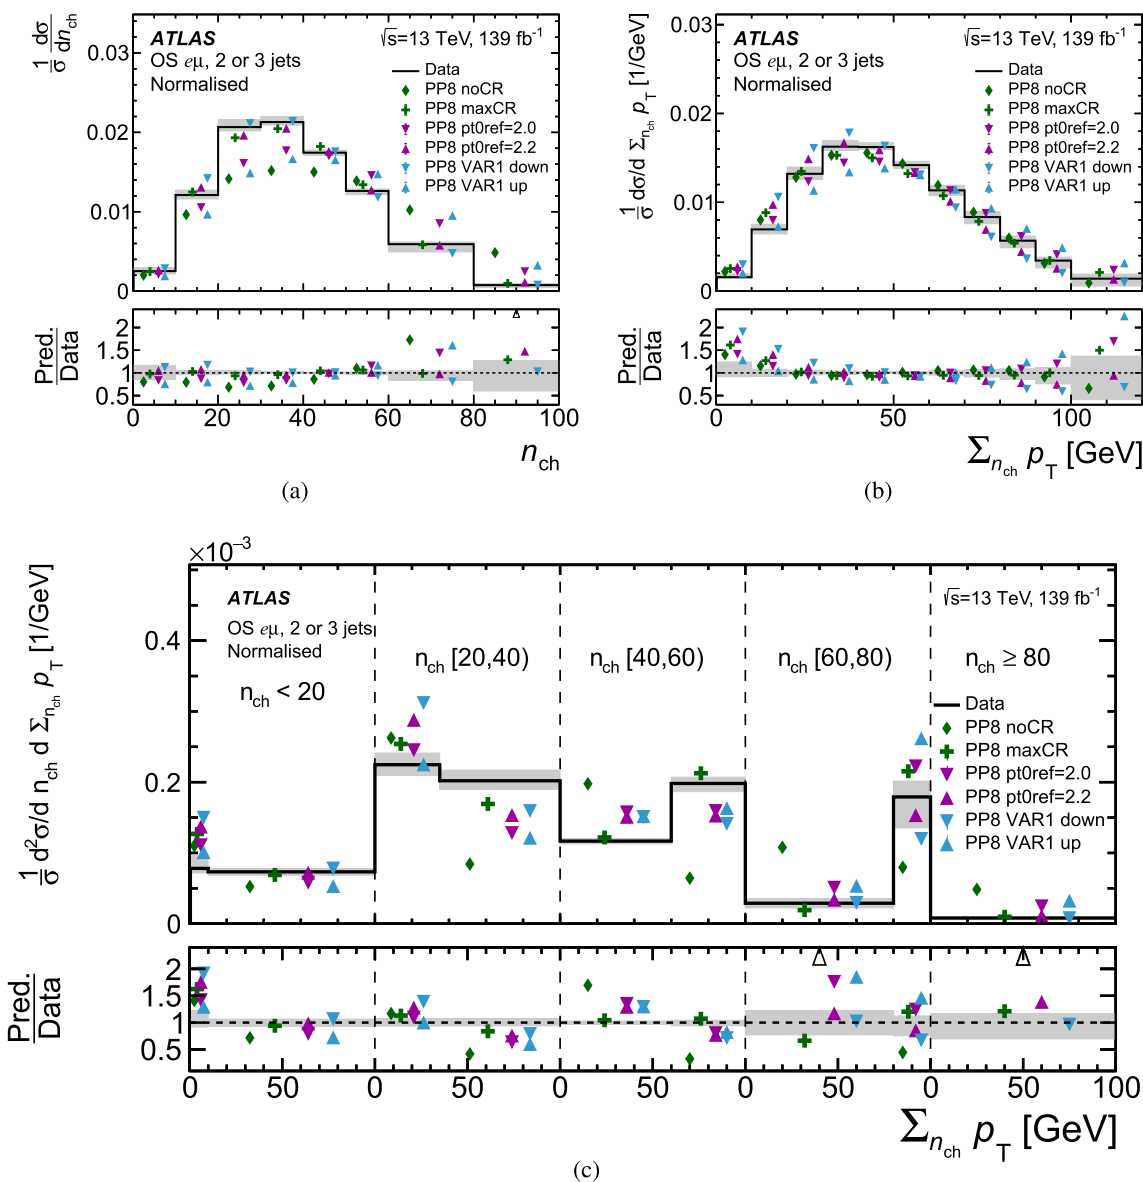 1/σ dσ/dn_ch
0.03
0.02
0.01
0
ATLAS
OS eμ, 2 or 3 jets
Normalised
√s=13 TeV, 139 fb⁻¹
Data
PP8 noCR
PP8 maxCR
PP8 pt0ref=2.0
PP8 pt0ref=2.2
PP8 VAR1 down
PP8 VAR1 up
Pred.
Data
2
1.5
1
0.5
0 20 40 60 80 100
n_ch
(a)
1/σ dσ/d Σ_n_ch p_T [1/GeV]
0.03
0.02
0.01
0
ATLAS
OS eμ, 2 or 3 jets
Normalised
√s=13 TeV, 139 fb⁻¹
Data
PP8 noCR
PP8 maxCR
PP8 pt0ref=2.0
PP8 pt0ref=2.2
PP8 VAR1 down
PP8 VAR1 up
Pred.
Data
2
1.5
1
0.5
0 50 100
Σ_n_ch p_T [GeV]
(b)
×10⁻³
1/σ d²σ/d n_ch d Σ_n_ch p_T [1/GeV]
0.4
0.2
0
ATLAS
OS eμ, 2 or 3 jets
Normalised
√s=13 TeV, 139 fb⁻¹
n_ch < 20
n_ch [20,40)
n_ch [40,60)
n_ch [60,80)
n_ch ≥ 80
Data
PP8 noCR
PP8 maxCR
PP8 pt0ref=2.0
PP8 pt0ref=2.2
PP8 VAR1 down
PP8 VAR1 up
Pred.
Data
2
1.5
1
0.5
0 50 0 50 0 50 0 50 0 50 100
Σ_n_ch p_T [GeV]
(c)